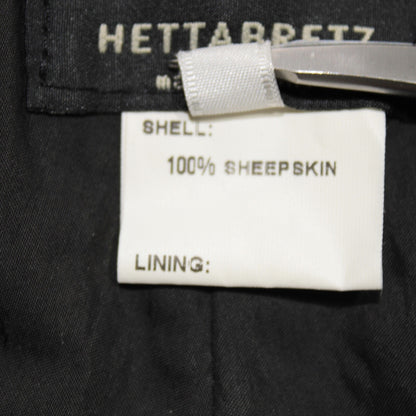 HETTABRETZ
SHELL:
100% SHEEPSKIN
LINING: